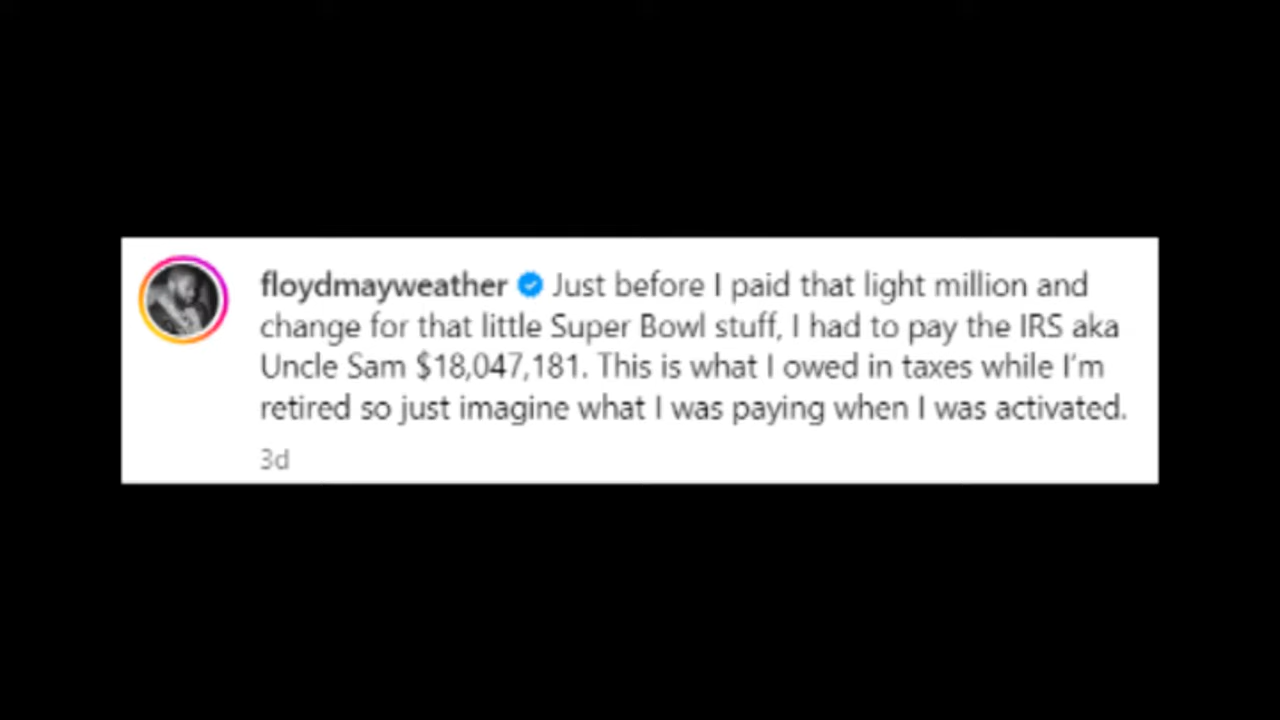 floydmayweather Just before I paid that light million and
change for that little Super Bowl stuff, I had to pay the IRS aka
Uncle Sam $18,047,181. This is what I owed in taxes while I'm
retired so just imagine what I was paying when I was activated.
3d